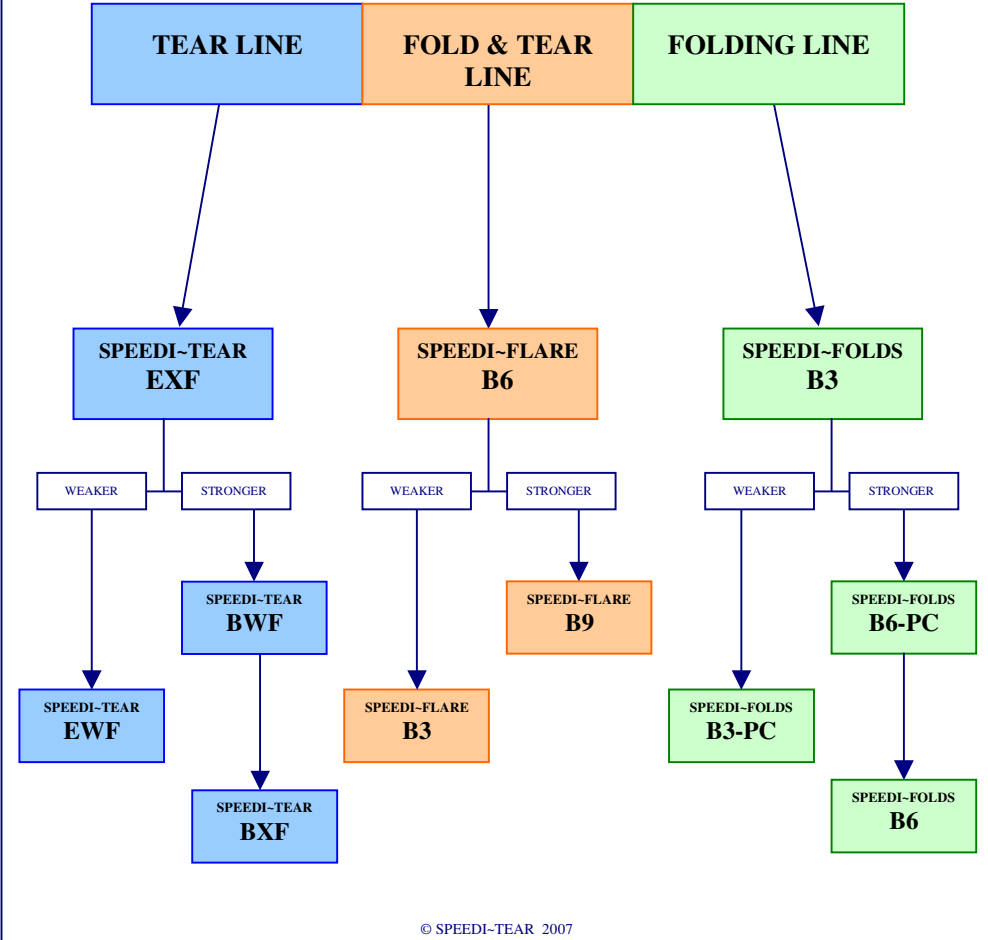 TEAR LINE
FOLD & TEAR
LINE
FOLDING LINE
SPEEDI~TEAR
EXF
SPEEDI~FLARE
B6
SPEEDI~FOLDS
B3
WEAKER
STRONGER
WEAKER
STRONGER
WEAKER
STRONGER
SPEEDI~TEAR
BWF
SPEEDI~FLARE
B9
SPEEDI~FOLDS
B6-PC
SPEEDI~TEAR
EWF
SPEEDI~FLARE
B3
SPEEDI~FOLDS
B3-PC
SPEEDI~TEAR
BXF
SPEEDI~FOLDS
B6
© SPEEDI~TEAR 2007